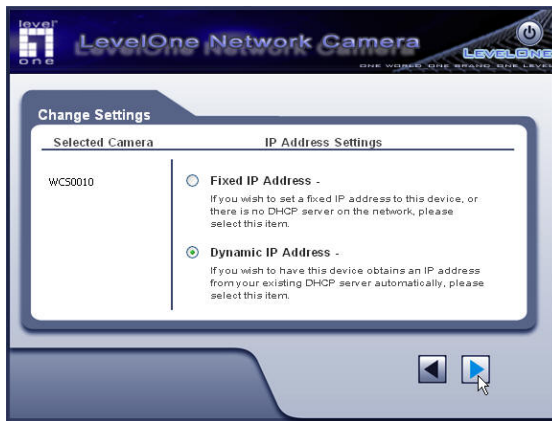 level
one
LevelOne Network Camera
LEVELONE
ONE WORLD ONE BRAND ONE LEVEL
Change Settings
Selected Camera
IP Address Settings
WCS0010
Fixed IP Address -
If you wish to set a fixed IP address to this device, or
there is no DHCP server on the network, please
select this item.
Dynamic IP Address -
If you wish to have this device obtains an IP address
from your existing DHCP server automatically, please
select this item.